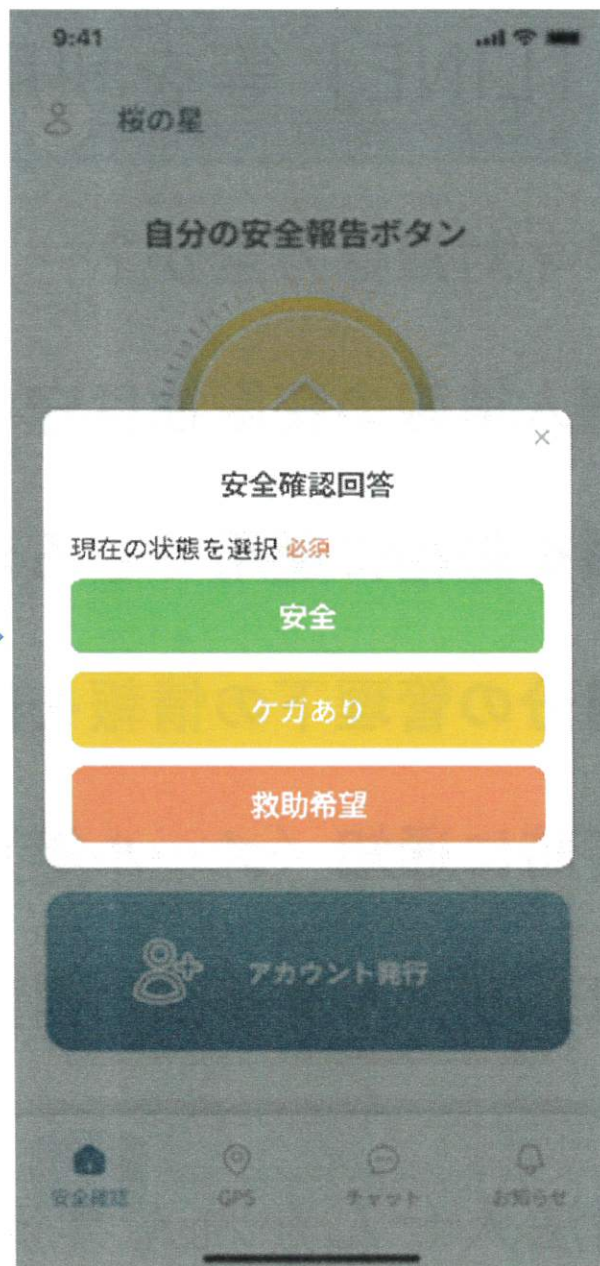 9:41
桜の星
自分の安全報告ボタン
安全確認回答
現在の状態を選択 必須
安全
ケガあり
救助希望
アカウント発行
安全確認
GPS
チャット
お知らせ